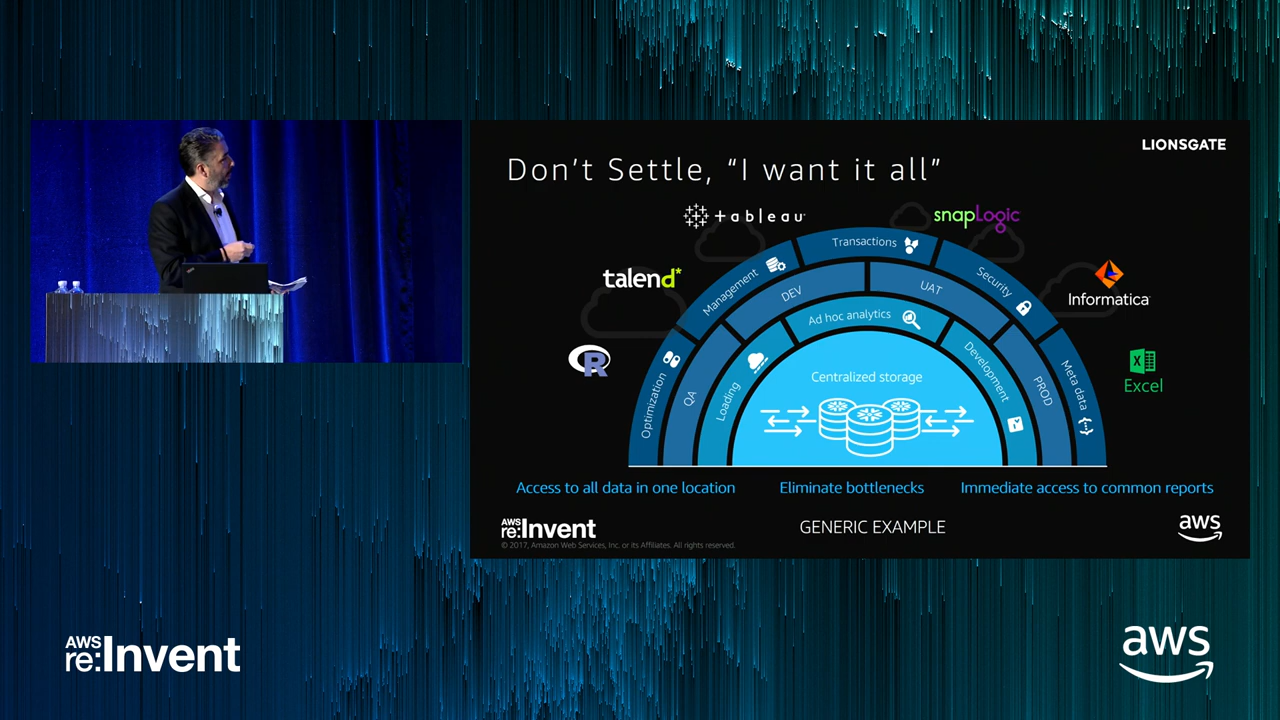 LIONSGATE
Don't Settle, “I want it all”
+ableau
snapLogic
talend*
Informatica
R
Excel
Transactions
Management
Security
DEV
UAT
Ad hoc analytics
Optimization
QA
Loading
Development
PROD
Meta data
Centralized storage
Access to all data in one location
Eliminate bottlenecks
Immediate access to common reports
AWS
re:Invent
GENERIC EXAMPLE
aws
© 2017, Amazon Web Services, Inc. or its Affiliates. All rights reserved.
AWS
re:Invent
aws